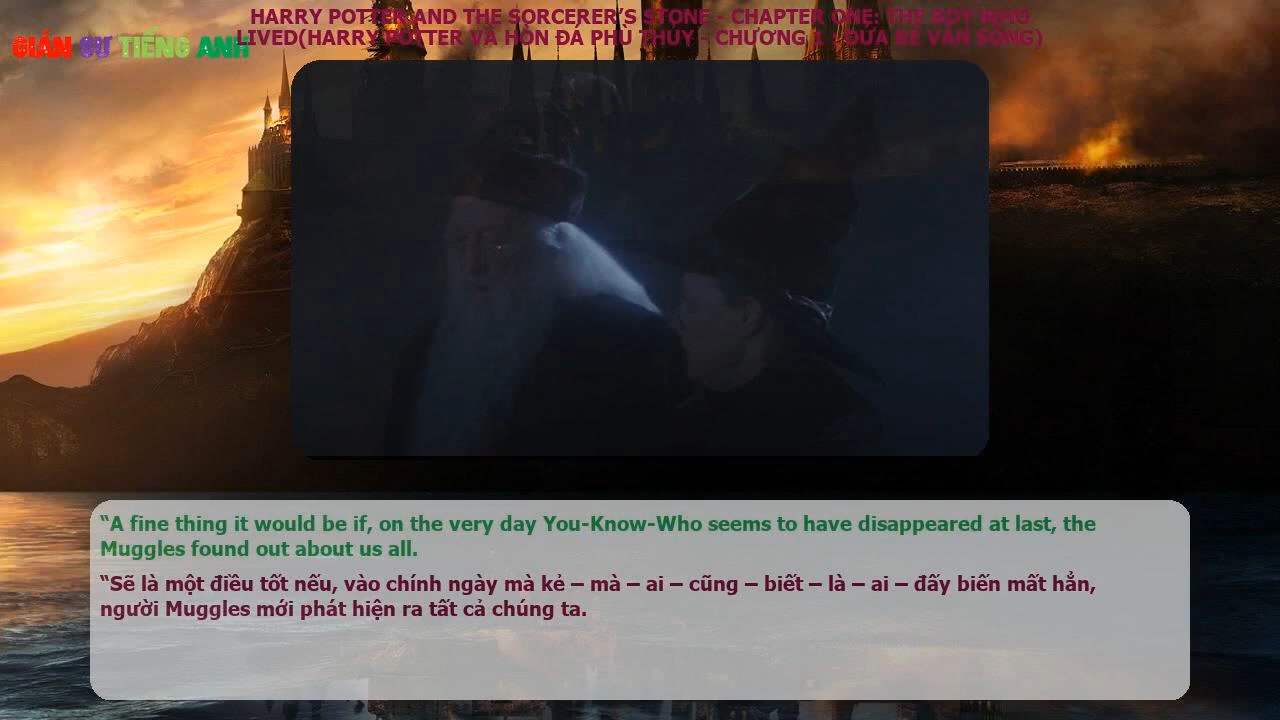 HARRY POTTER AND THE SORCERER'S STONE - CHAPTER ONE: THE BOY WHO
LIVED(HARRY POTTER VÀ HÒN ĐÁ PHÙ THỦY - CHƯƠNG 1 : ĐỨA BÉ VẪN SỐNG)
GIÁN SỰ TIẾNG ANH
“A fine thing it would be if, on the very day You-Know-Who seems to have disappeared at last, the
Muggles found out about us all.
“Sẽ là một điều tốt nếu, vào chính ngày mà kẻ – mà – ai – cũng – biết – là – ai – đấy biến mất hẳn,
người Muggles mới phát hiện ra tất cả chúng ta.